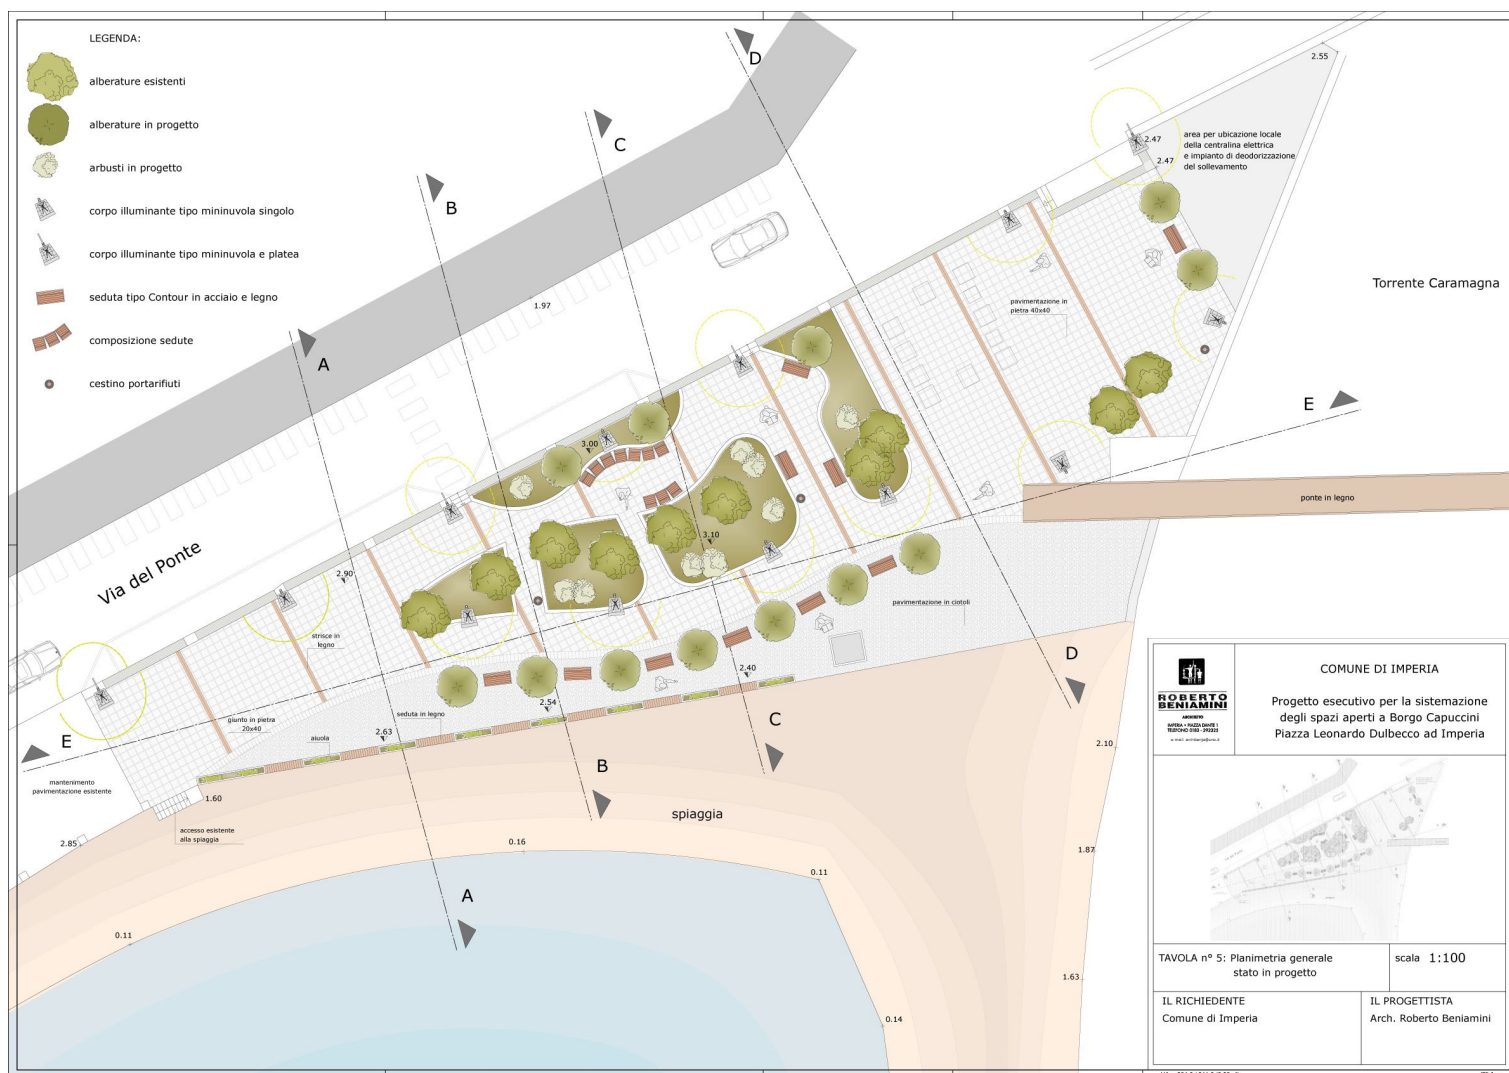 LEGENDA:
alberature esistenti
alberature in progetto
arbusti in progetto
corpo illuminante tipo mininuvola singolo
corpo illuminante tipo mininuvola e platea
seduta tipo Contour in acciaio e legno
composizione sedute
cestino portarifiuti
D
C
B
A
2.55
2.47
2.47
area per ubicazione locale
della centralina elettrica
e impianto di deodorizzazione
del sollevamento
Torrente Caramagna
1.97
pavimentazione in
pietra 40x40
E
3.00
ponte in legno
3.10
Via del Ponte
2.90
strisce in
legno
pavimentazione in ciotoli
D
2.40
2.54
seduta in legno
giunto in pietra
20x40
2.63
aiuola
C
E
B
2.10
mantenimento
pavimentazione esistente
1.60
accesso esistente
alla spiaggia
2.85
spiaggia
0.16
1.87
0.11
A
0.11
1.63
0.14
ROBERTO
BENIAMINI
ARCHITETTO
IMPERIA • PIAZZA DANTE 1
COMUNE DI IMPERIA
Progetto esecutivo per la sistemazione
degli spazi aperti a Borgo Capuccini
Piazza Leonardo Dulbecco ad Imperia
TAVOLA n° 5: Planimetria generale
stato in progetto
scala 1:100
IL RICHIEDENTE
Comune di Imperia
IL PROGETTISTA
Arch. Roberto Beniamini